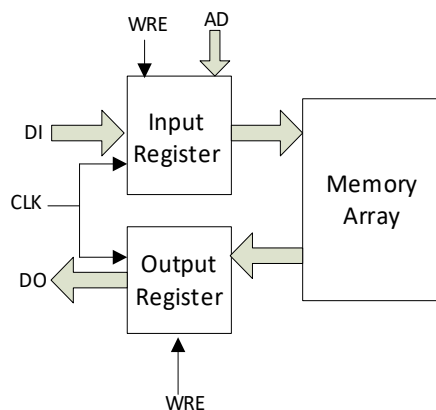 WRE
AD
DI
Input
Register
CLK
Memory
Array
DO
Output
Register
WRE